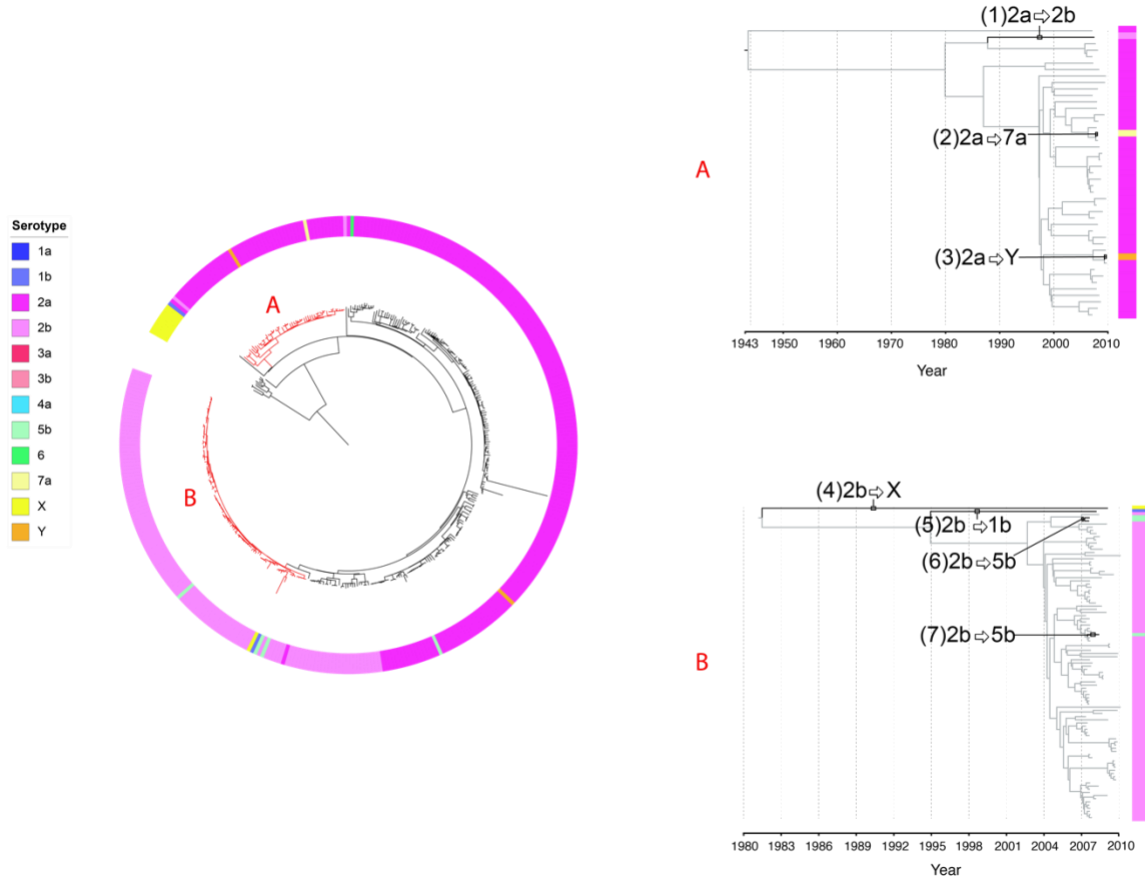 Serotype
1a
1b
2a
2b
3a
3b
4a
5b
6
7a
X
Y
A
B
A
(1)2a⇨2b
(2)2a⇨7a
(3)2a⇨Y
1943 1950 1960 1970 1980 1990 2000 2010
Year
B
(4)2b⇨X
(5)2b ⇨1b
(6)2b⇨5b
(7)2b⇨5b
1980 1983 1986 1989 1992 1995 1998 2001 2004 2007 2010
Year